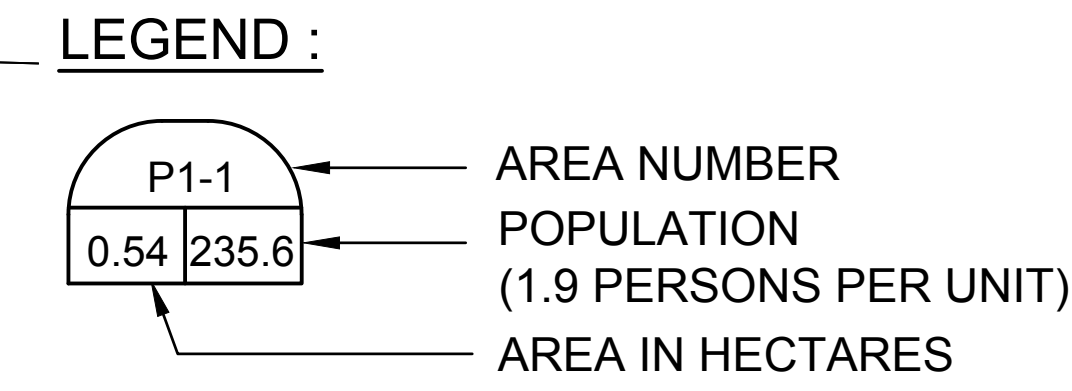 LEGEND :
P1-1
0.54 235.6
AREA NUMBER
POPULATION
(1.9 PERSONS PER UNIT)
AREA IN HECTARES